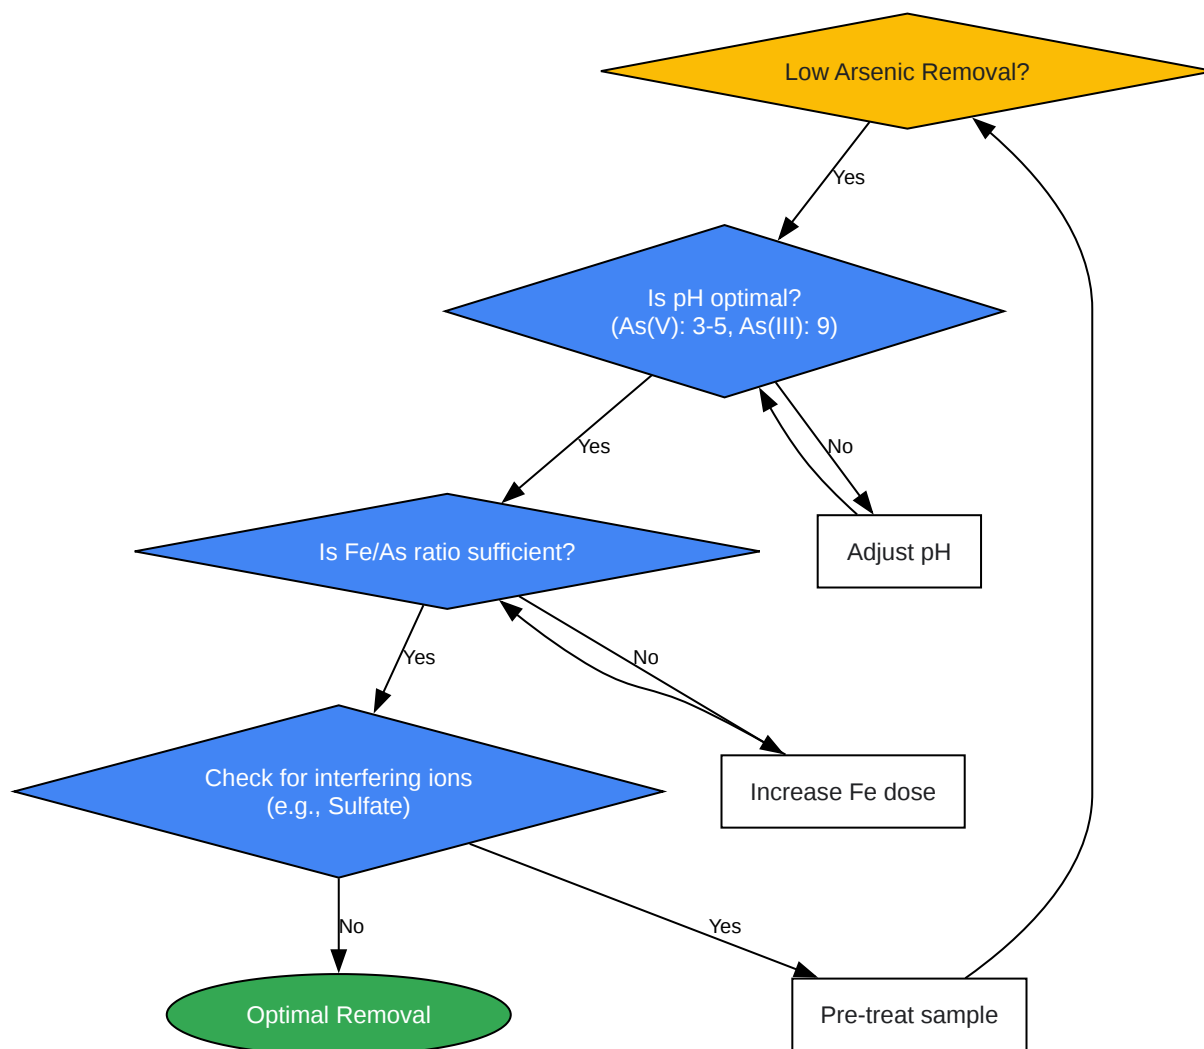 Low Arsenic Removal?
Yes
Is pH optimal?
(As(V): 3-5, As(III): 9)
Yes
No
Is Fe/As ratio sufficient?
Adjust pH
Yes
No
Check for interfering ions
(e.g., Sulfate)
Increase Fe dose
No
Yes
Optimal Removal
Pre-treat sample